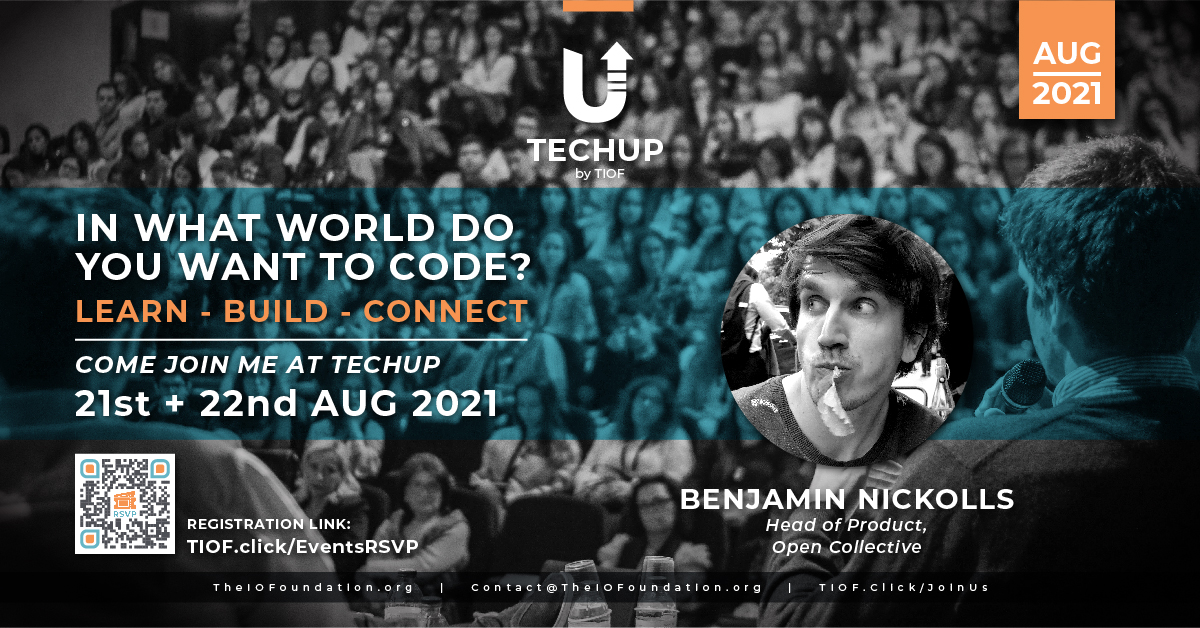 AUG
2021
TECHUP
by TIOF
IN WHAT WORLD DO
YOU WANT TO CODE?
LEARN - BUILD - CONNECT
COME JOIN ME AT TECHUP
21st + 22nd AUG 2021
RSVP
REGISTRATION LINK:
TIOF.click/EventsRSVP
BENJAMIN NICKOLLS
Head of Product,
Open Collective
TheIOFoundation.org | Contact@TheIOFoundation.org | TIOF.Click/JoinUs